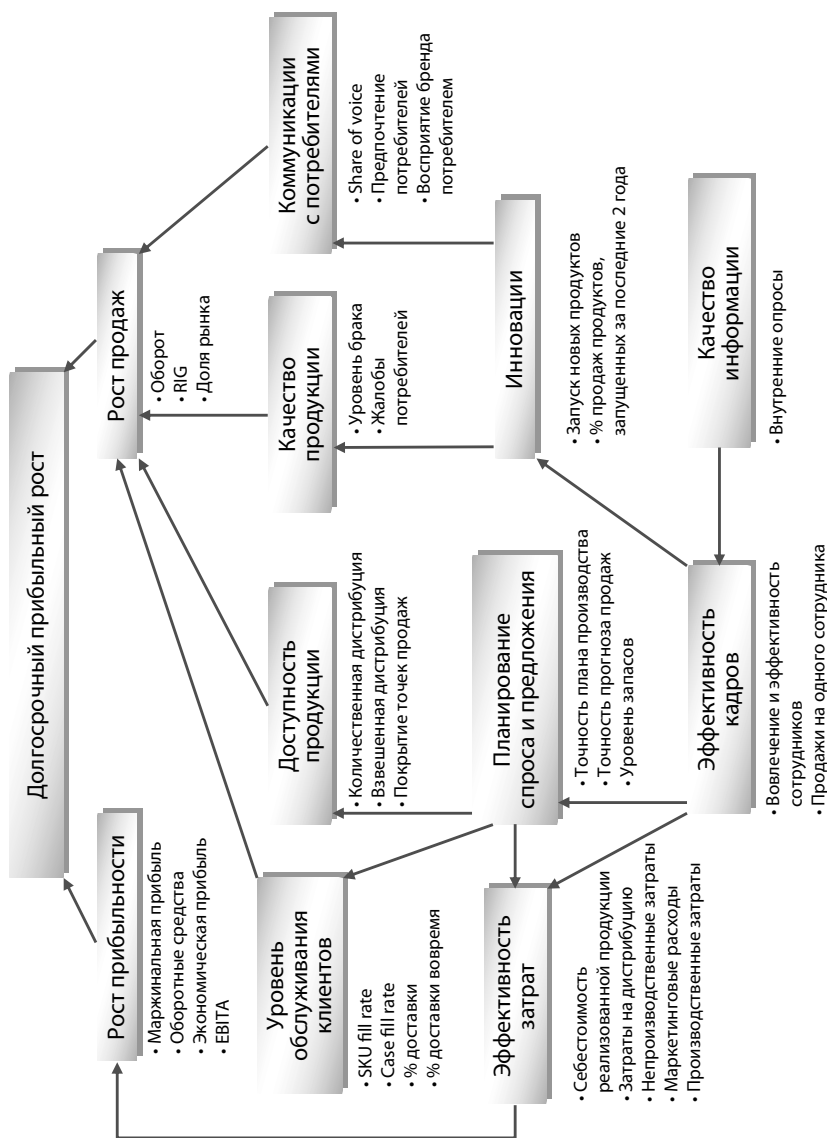 Долгосрочный прибыльный рост
Рост прибыльности
• Маржинальная прибыль
• Оборотные средства
• Экономическая прибыль
• EBITA
Рост продаж
• Оборот
• RIG
• Доля рынка
Уровень
обслуживания
клиентов
• SKU fill rate
• Case fill rate
• % доставки
• % доставки вовремя
Доступность
продукции
• Количественная дистрибуция
• Взвешенная дистрибуция
• Покрытие точек продаж
Качество
продукции
• Уровень брака
• Жалобы
потребителей
Коммуникации
с потребителями
• Share of voice
• Предпочтение
потребителей
• Восприятие бренда
потребителем
Эффективность
затрат
• Себестоимость
реализованной продукции
• Затраты на дистрибуцию
• Непроизводственные затраты
• Маркетинговые расходы
• Производственные затраты
Планирование
спроса и предложения
• Точность плана производства
• Точность прогноза продаж
• Уровень запасов
Инновации
• Запуск новых продуктов
• % продаж продуктов,
запущенных за последние 2 года
Эффективность
кадров
• Вовлечение и эффективность
сотрудников
• Продажи на одного сотрудника
Качество
информации
• Внутренние опросы